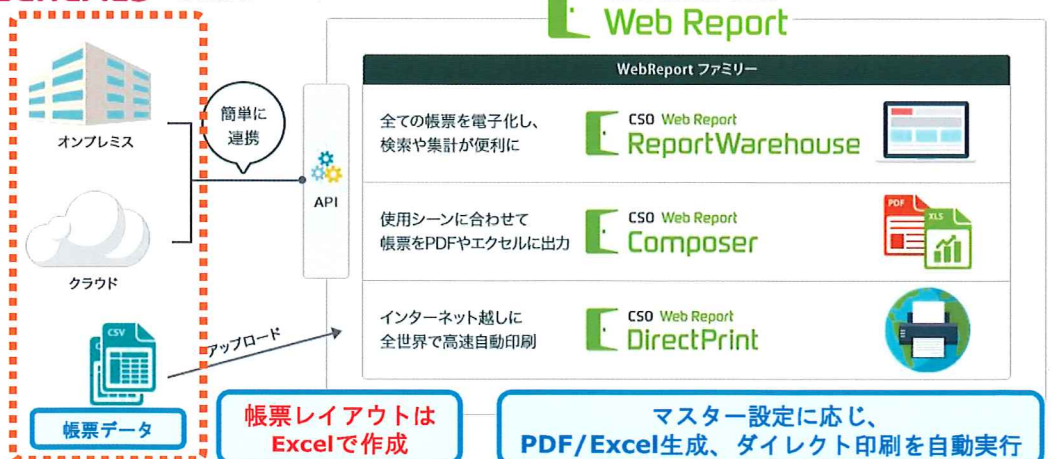 Web Report
WebReport ファミリー
オンプレミス
簡単に
連携
クラウド
API
全ての帳票を電子化し、
検索や集計が便利に
CSO Web Report
ReportWarehouse
使用シーンに合わせて
帳票をPDFやエクセルに出力
CSO Web Report
Composer
PDF
XLS
インターネット越しに
全世界で高速自動印刷
CSO Web Report
DirectPrint
CSV
アップロード
帳票データ
帳票レイアウトは
Excelで作成
マスター設定に応じ、
PDF/Excel生成、ダイレクト印刷を自動実行